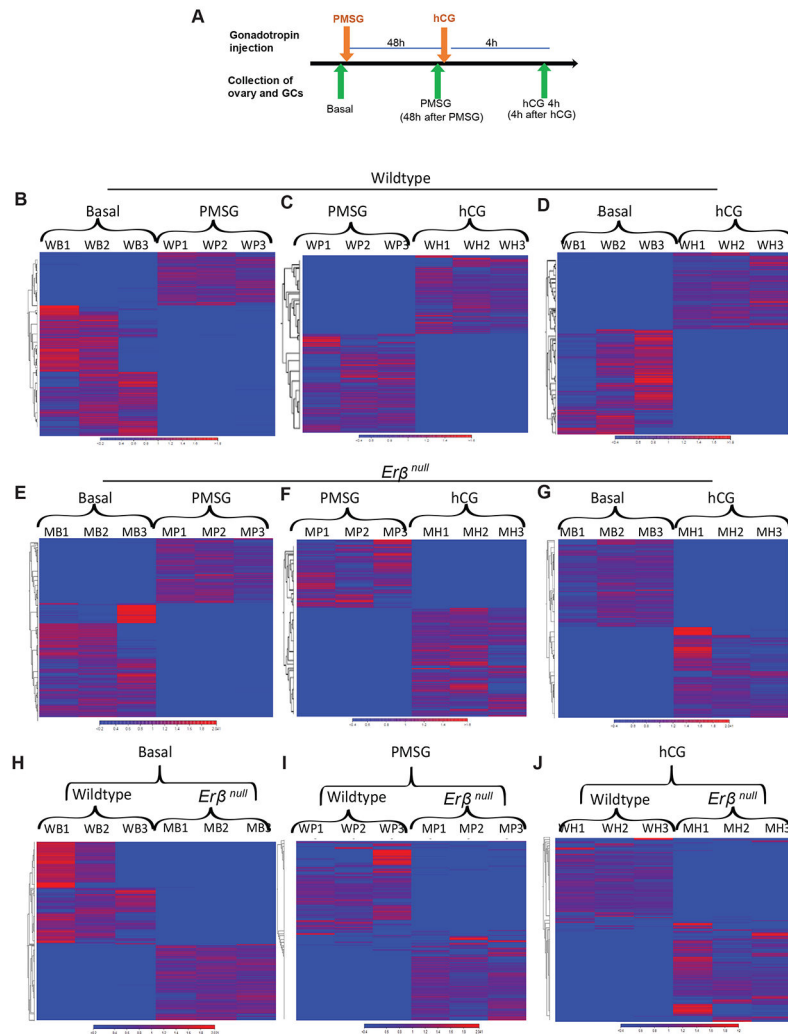 A
PMSG hCG
Gonadotropin injection
48h 4h
Collection of ovary and GCs
Basal
PMSG (48h after PMSG)
hCG 4h (4h after hCG)
Wildtype
B
Basal PMSG
WB1 WB2 WB3 WP1 WP2 WP3
C
PMSG hCG
WP1 WP2 WP3 WH1 WH2 WH3
D
Basal hCG
WB1 WB2 WB3 WH1 WH2 WH3
Erβ null
E
Basal PMSG
MB1 MB2 MB3 MP1 MP2 MP3
F
PMSG hCG
MP1 MP2 MP3 MH1 MH2 MH3
G
Basal hCG
MB1 MB2 MB3 MH1 MH2 MH3
H
Basal
Wildtype Erβ null
WB1 WB2 WB3 MB1 MB2 MB3
I
PMSG
Wildtype Erβ null
WP1 WP2 WP3 MP1 MP2 MP3
J
hCG
Wildtype Erβ null
WH1 WH2 WH3 MH1 MH2 MH3